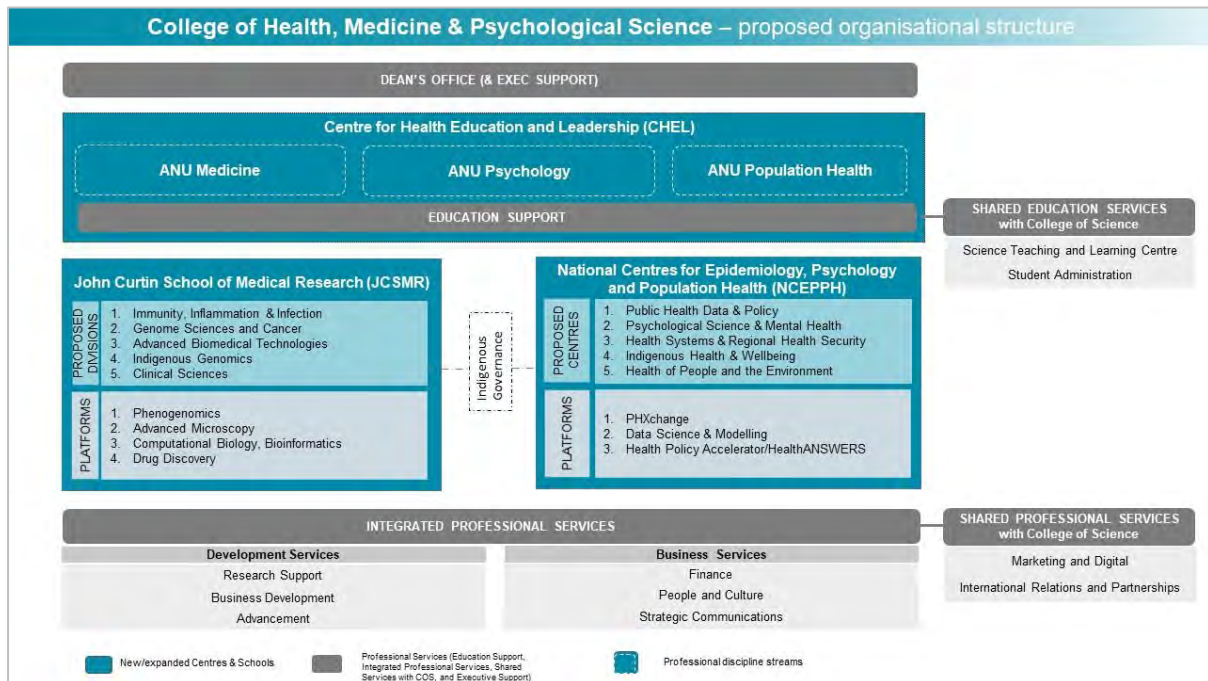 College of Health, Medicine & Psychological Science – proposed organisational structure
DEAN'S OFFICE (& EXEC SUPPORT)
Centre for Health Education and Leadership (CHEL)
ANU Medicine
ANU Psychology
ANU Population Health
EDUCATION SUPPORT
SHARED EDUCATION SERVICES
with College of Science
Science Teaching and Learning Centre
Student Administration
John Curtin School of Medical Research (JCSMR)
PROPOSED
DIVISIONS
1. Immunity, Inflammation & Infection
2. Genome Sciences and Cancer
3. Advanced Biomedical Technologies
4. Indigenous Genomics
5. Clinical Sciences
PLATFORMS
1. Phenogenomics
2. Advanced Microscopy
3. Computational Biology, Bioinformatics
4. Drug Discovery
Indigenous
Governance
National Centres for Epidemiology, Psychology
and Population Health (NCEPPH)
PROPOSED
CENTRES
1. Public Health Data & Policy
2. Psychological Science & Mental Health
3. Health Systems & Regional Health Security
4. Indigenous Health & Wellbeing
5. Health of People and the Environment
PLATFORMS
1. PHXchange
2. Data Science & Modelling
3. Health Policy Accelerator/HealthANSWERS
INTEGRATED PROFESSIONAL SERVICES
Development Services
Research Support
Business Development
Advancement
Business Services
Finance
People and Culture
Strategic Communications
SHARED PROFESSIONAL SERVICES
with College of Science
Marketing and Digital
International Relations and Partnerships
New/expanded Centres & Schools
Professional Services (Education Support,
Integrated Professional Services, Shared
Services with COS, and Executive Support)
Professional discipline streams